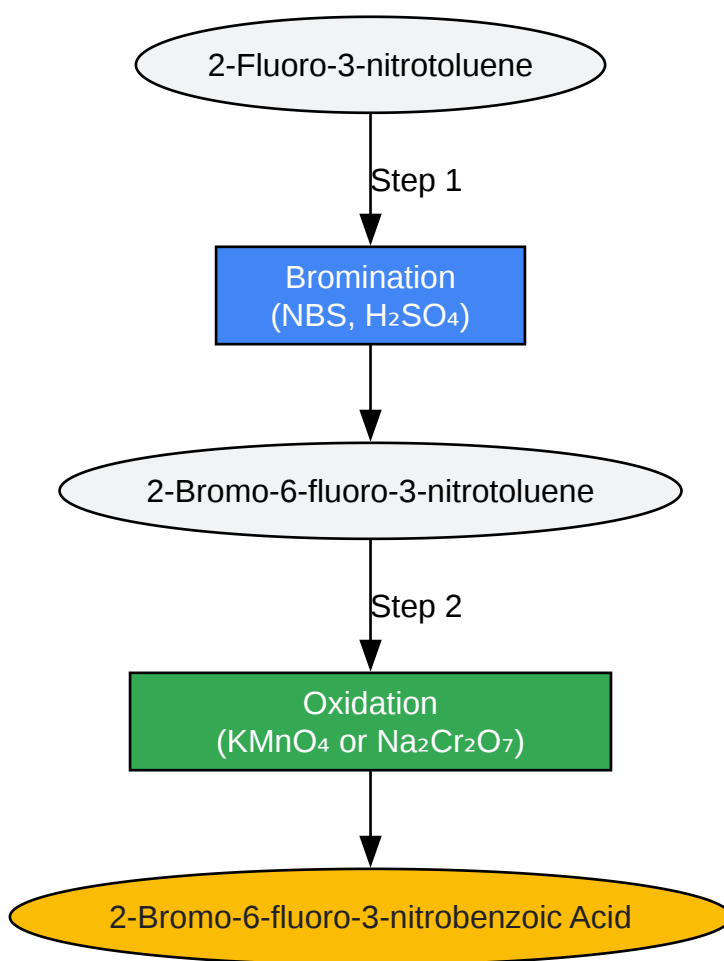 2-Fluoro-3-nitrotoluene
Step 1
Bromination
(NBS, H₂SO₄)
2-Bromo-6-fluoro-3-nitrotoluene
Step 2
Oxidation
(KMnO₄ or Na₂Cr₂O₇)
2-Bromo-6-fluoro-3-nitrobenzoic Acid